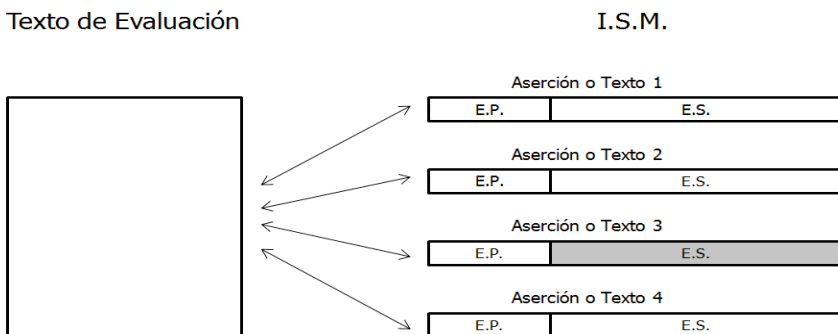 Texto de Evaluación
I.S.M.
Aserción o Texto 1
E.P. E.S.
Aserción o Texto 2
E.P. E.S.
Aserción o Texto 3
E.P. E.S.
Aserción o Texto 4
E.P. E.S.